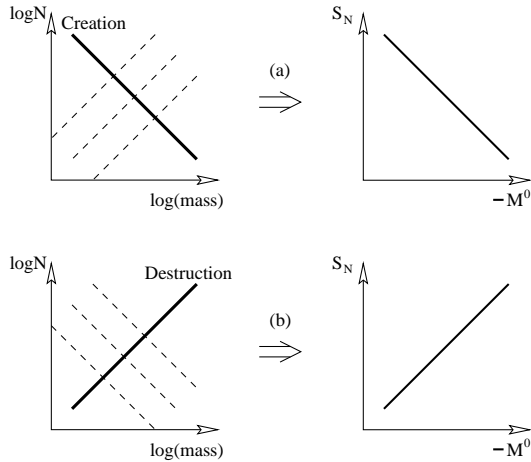 logN
Creation
log(mass)
(a)
S_N
−M^0
logN
Destruction
log(mass)
(b)
S_N
−M^0